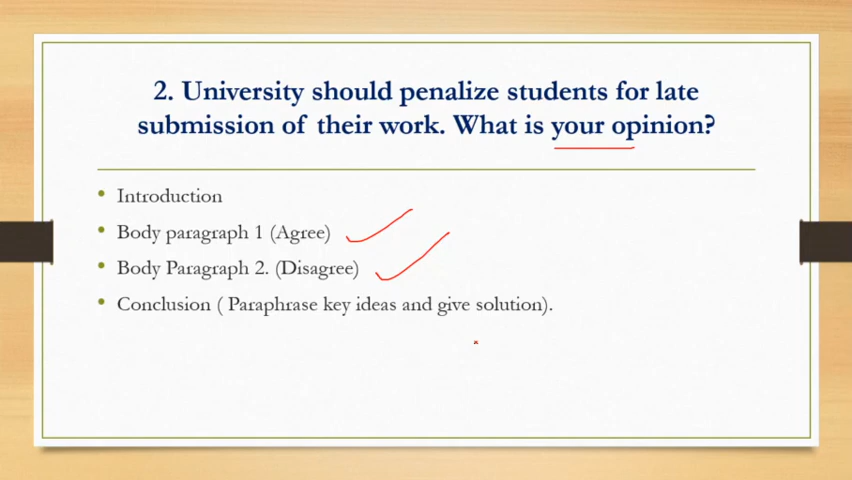 2. University should penalize students for late
submission of their work. What is your opinion?
• Introduction
• Body paragraph 1 (Agree)
• Body Paragraph 2. (Disagree)
• Conclusion ( Paraphrase key ideas and give solution).